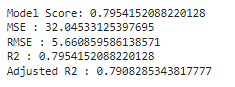 Model Score: 0.7954152088220128
MSE : 32.04533125397695
RMSE : 5.660859586138571
R2 : 0.7954152088220128
Adjusted R2 : 0.7908285343817777